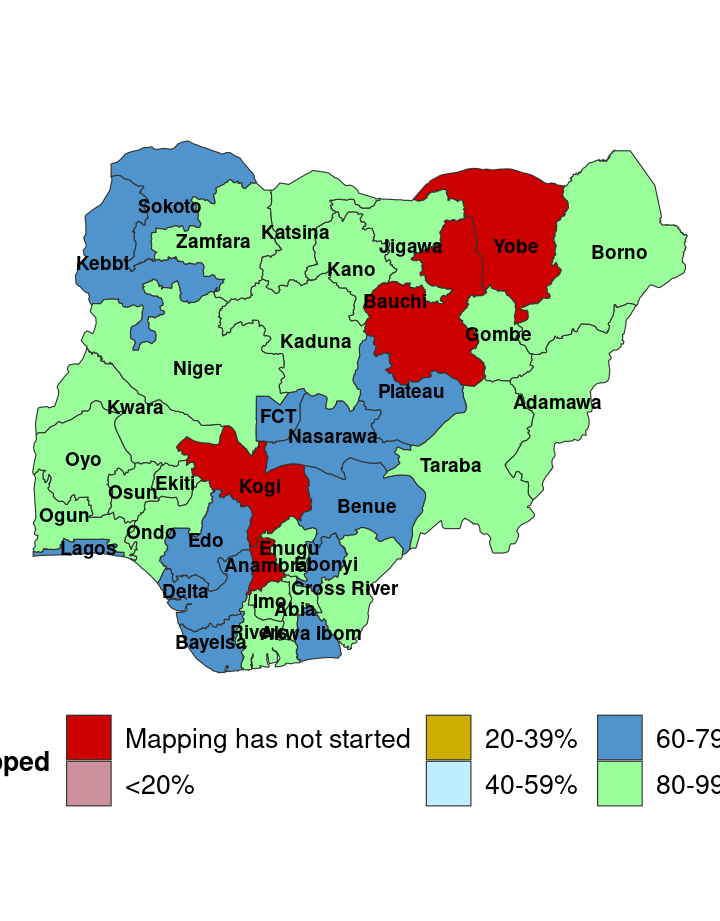 Sokoto
Katsina
Zamfara
Jigawa
Yobe
Borno
Kebbi
Kano
Bauchi
Gombe
Kaduna
Niger
Plateau
Adamawa
Kwara
FCT
Nasarawa
Oyo
Taraba
Ekiti
Kogi
Osun
Benue
Ogun
Ondo
Edo
Lagos
Enugu
Anambra
Ebonyi
Delta
Cross River
Imo
Abia
Rivers
Akwa Ibom
Bayelsa
pped
Mapping has not started
20-39%
60-79
<20%
40-59%
80-99